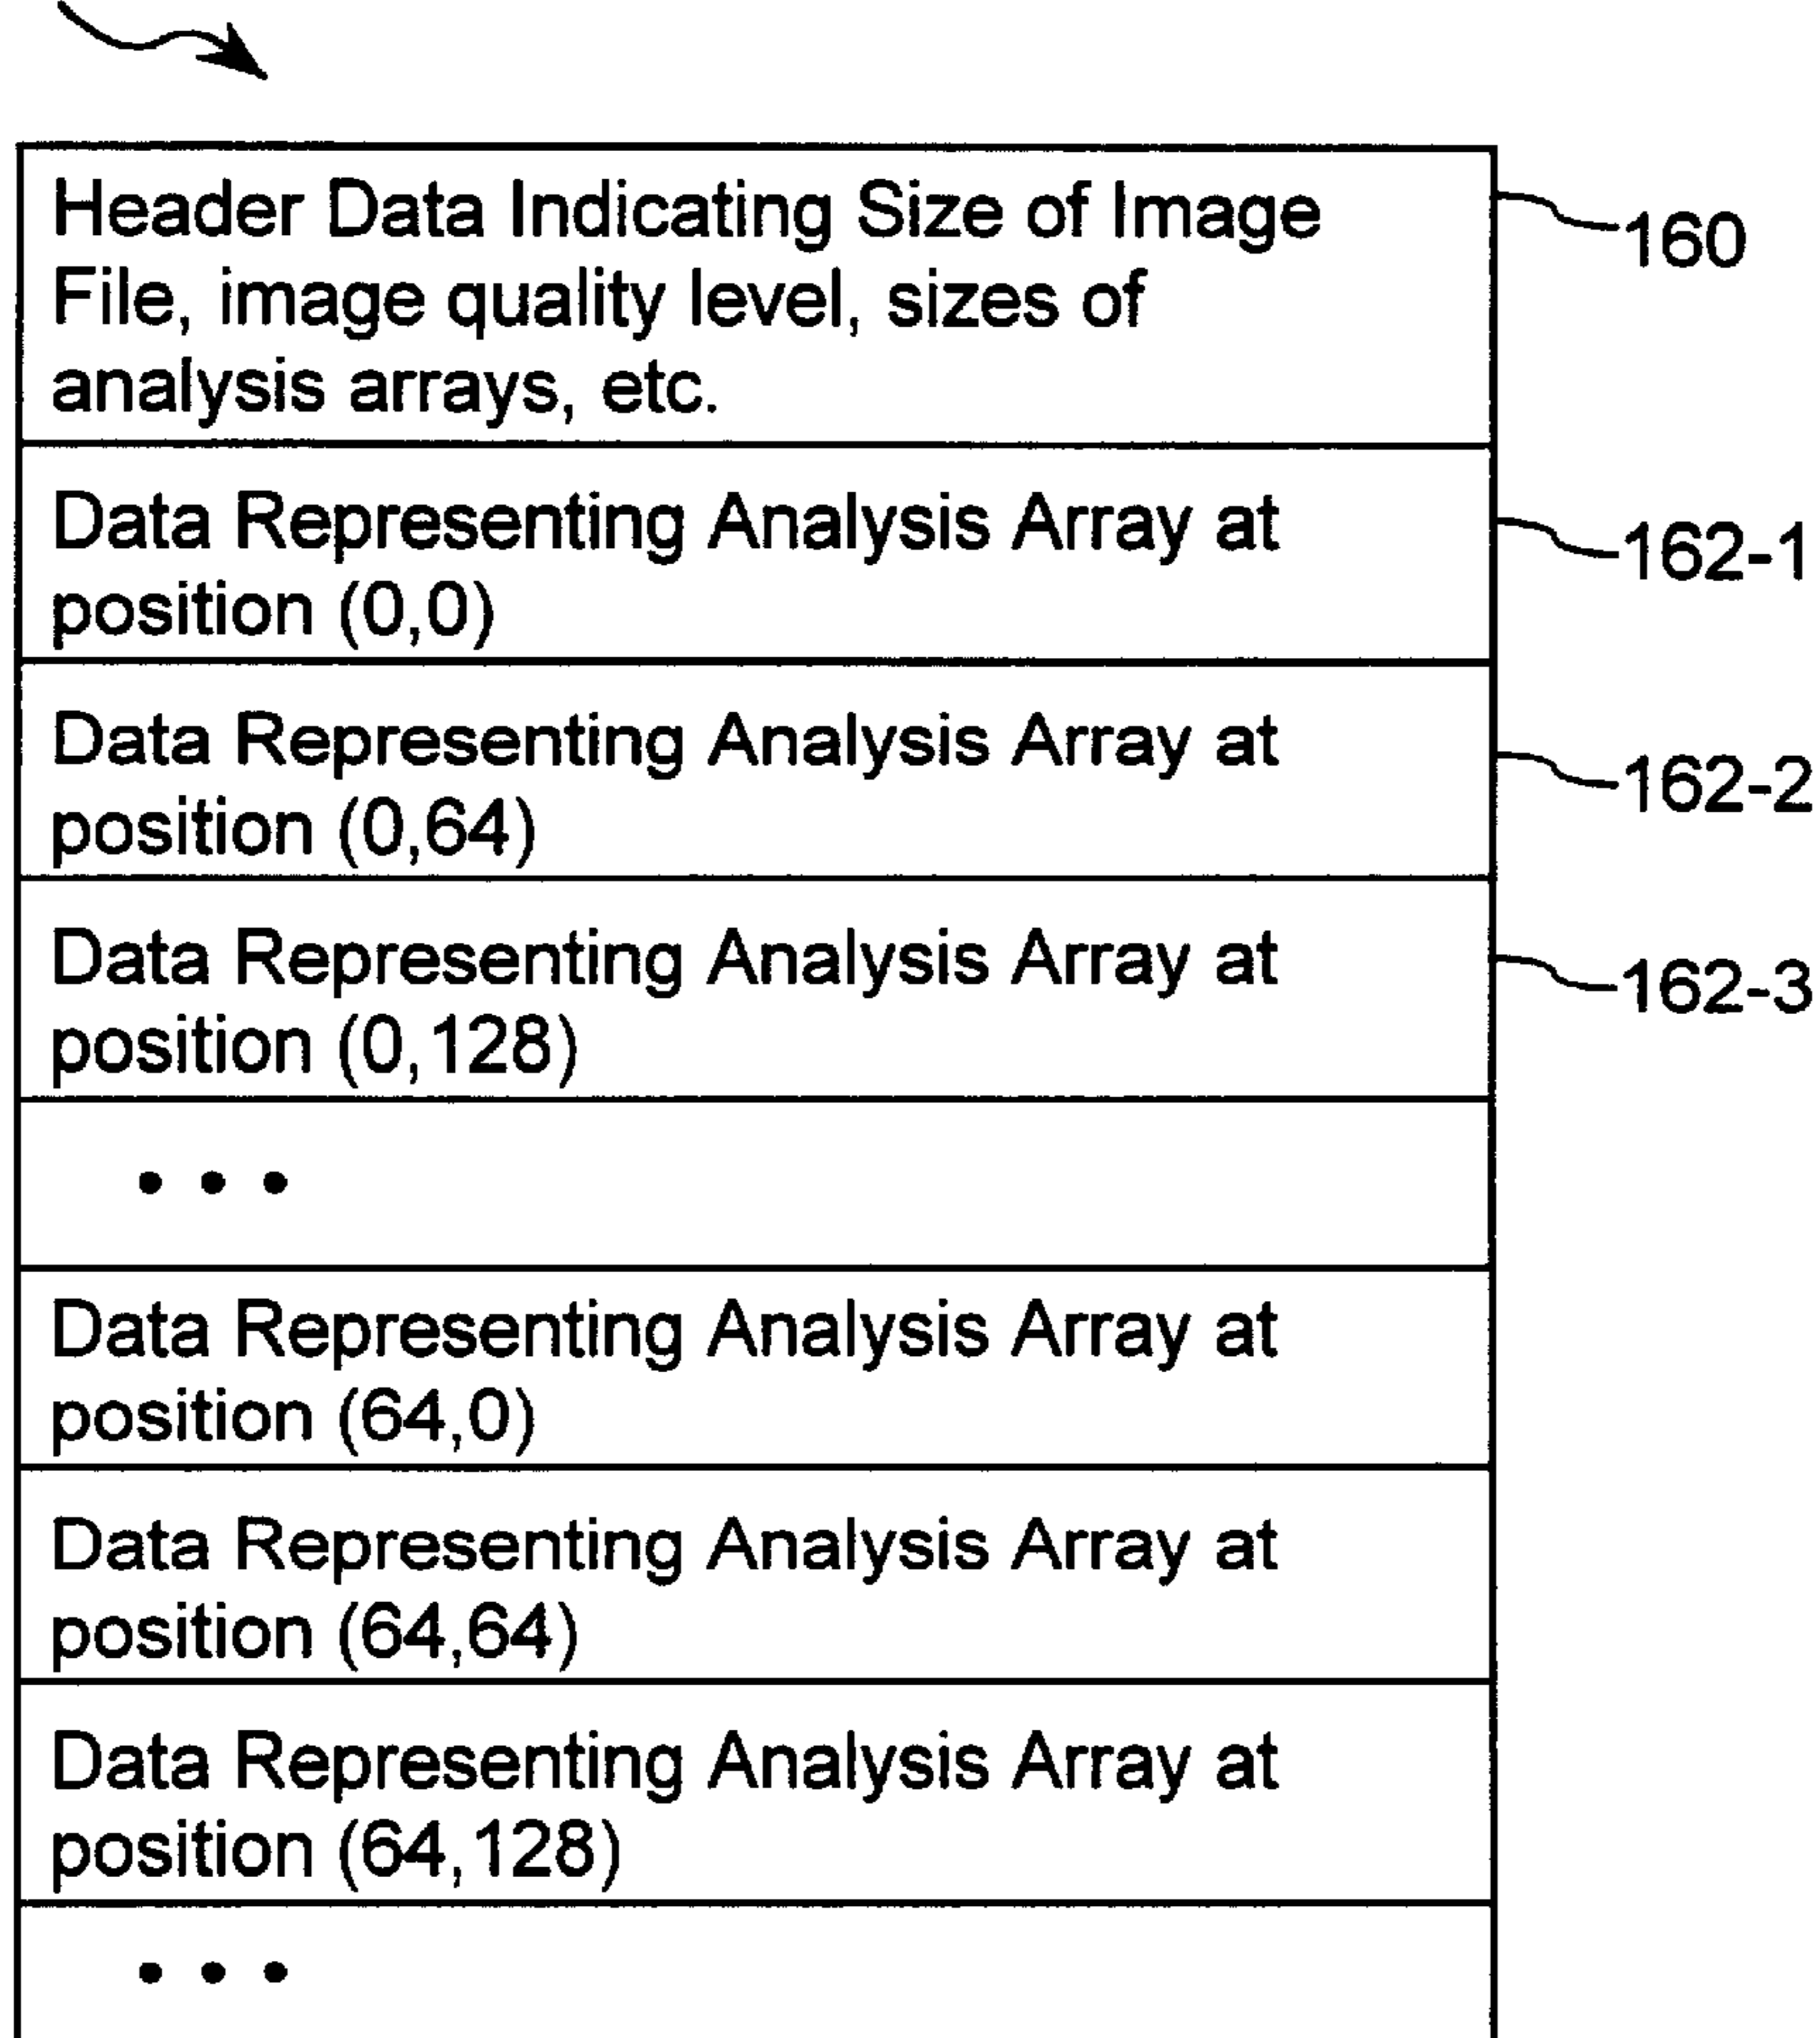 Header Data Indicating Size of Image
160
File, image quality level, sizes of
analysis arrays, etc.
Data Representing Analysis Array at
162-1
position (0,0)
Data Representing Analysis Array at
162-2
position (0,64)
Data Representing Analysis Array at
162-3
position (0,128)
• • •
Data Representing Analysis Array at
position (64,0)
Data Representing Analysis Array at
position (64,64)
Data Representing Analysis Array at
position (64,128)
• • •